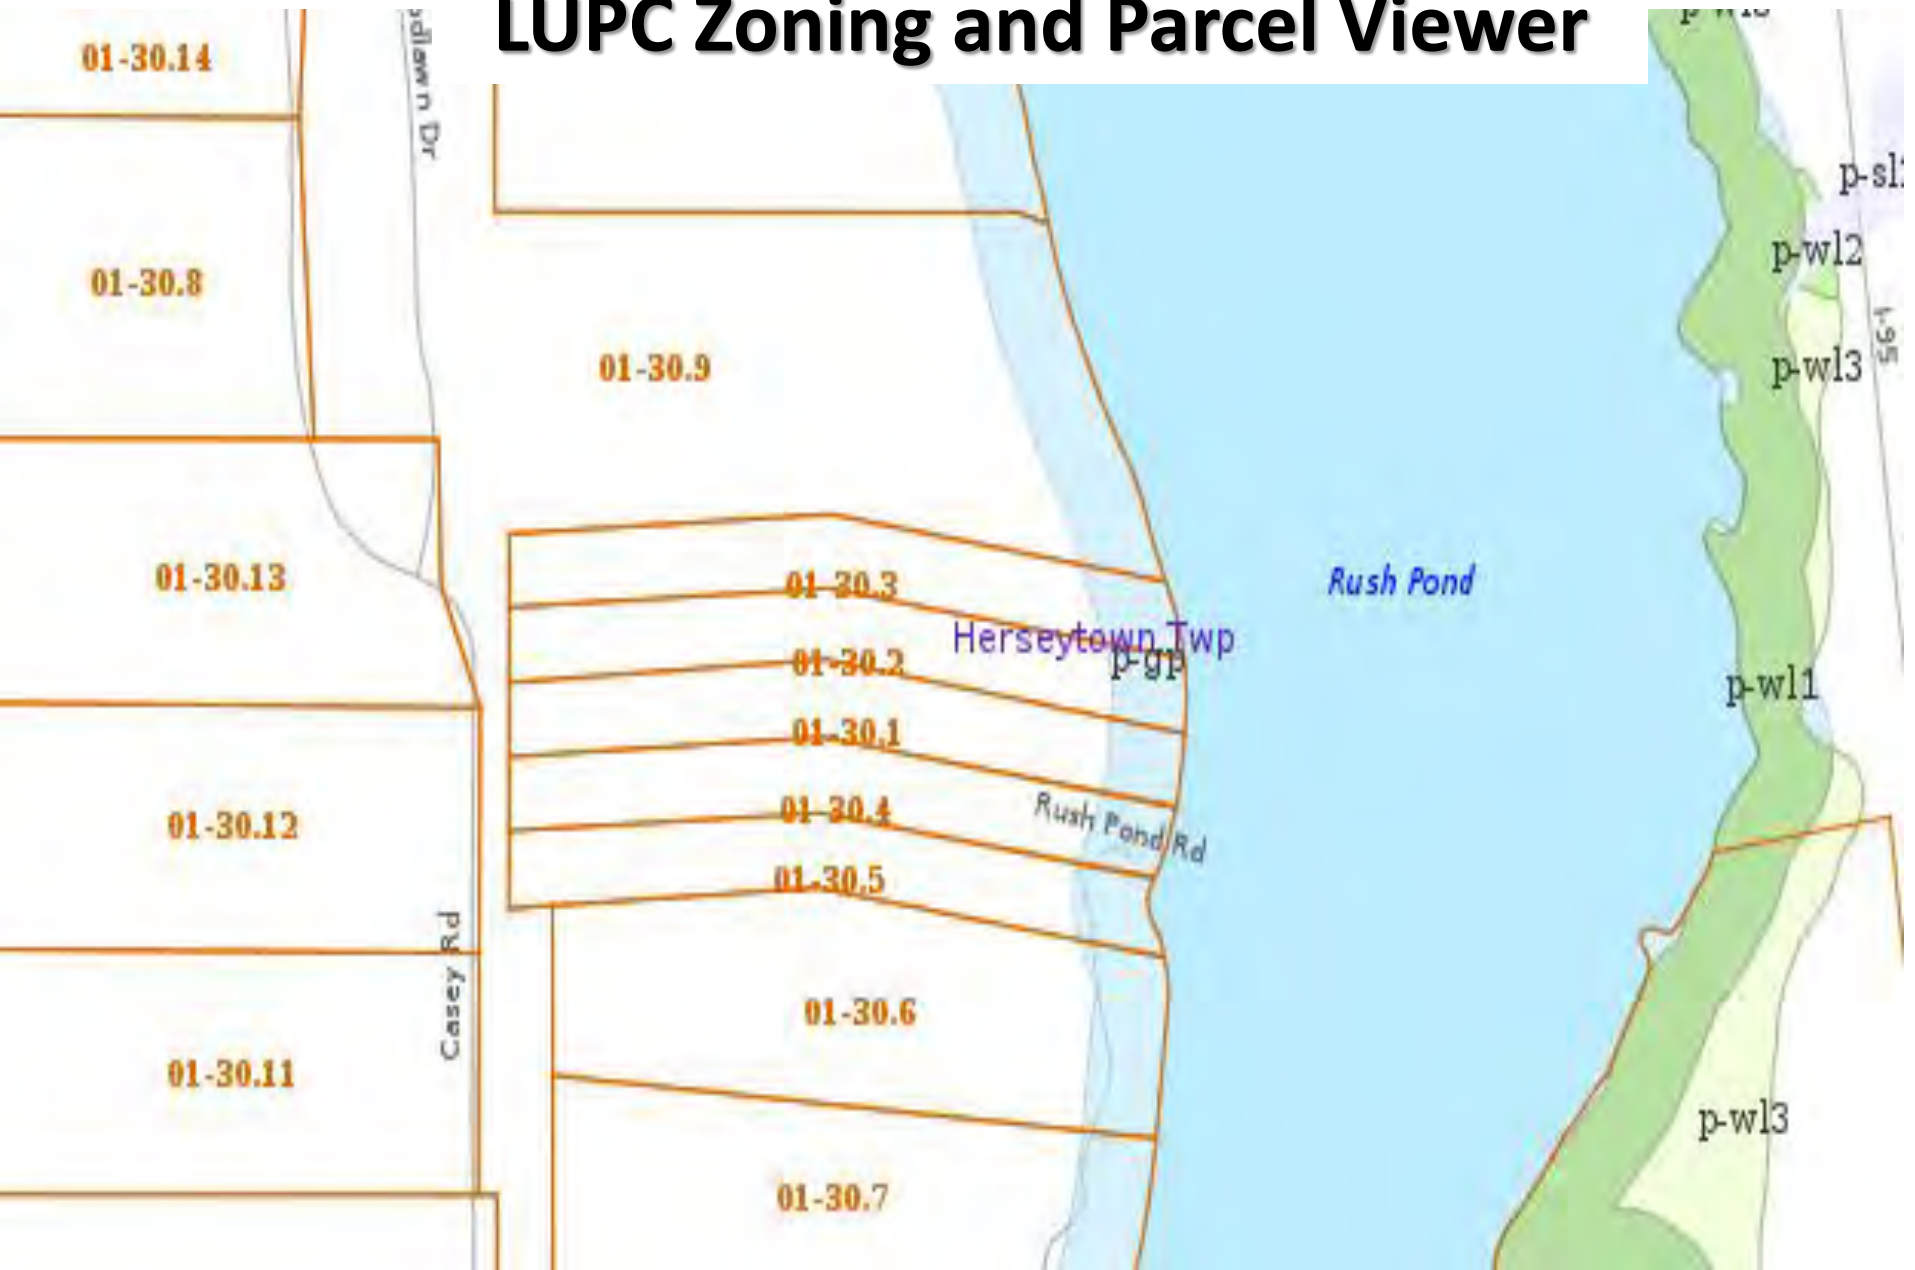 LUPC Zoning and Parcel Viewer
01-30.14
Dr
p-wl2
01-30.8
I-95
01-30.9
p-wl3
01-30.13
01-30.3
Rush Pond
Herseytown Twp
p-gp
01-30.2
p-wl1
01-30.1
01-30.4
Rush Pond Rd
01-30.12
01-30.5
Casey Rd
01-30.6
01-30.11
p-wl3
01-30.7